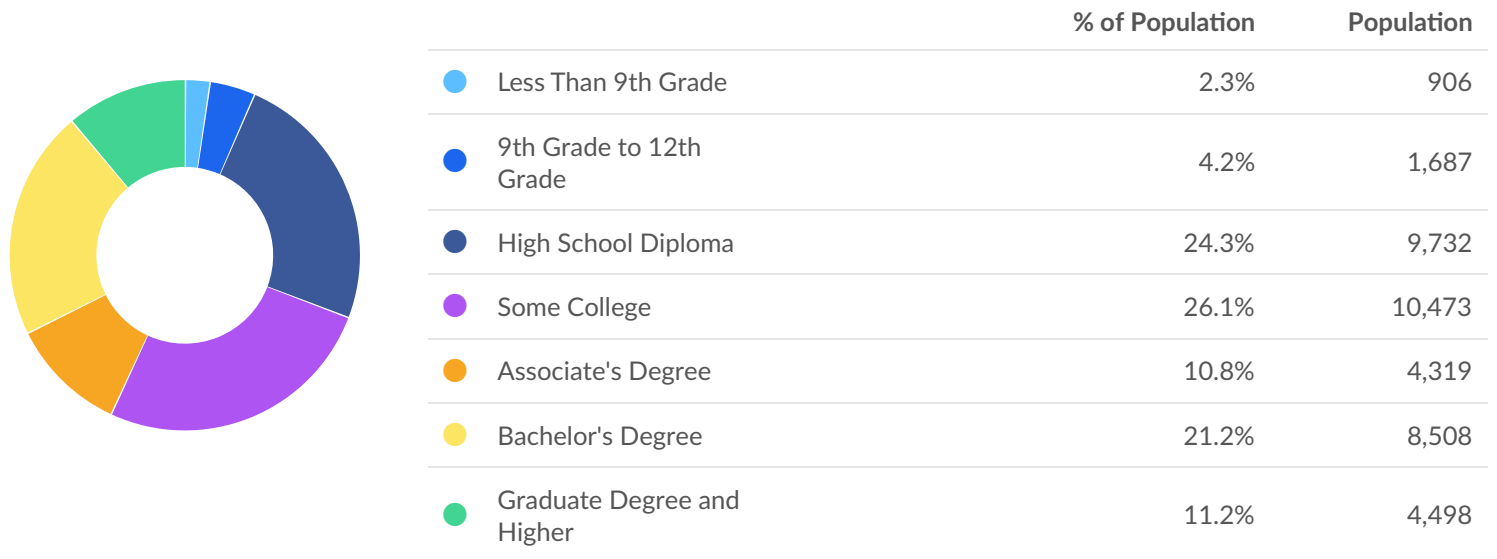 % of Population Population
Less Than 9th Grade 2.3% 906
9th Grade to 12th
Grade 4.2% 1,687
High School Diploma 24.3% 9,732
Some College 26.1% 10,473
Associate's Degree 10.8% 4,319
Bachelor's Degree 21.2% 8,508
Graduate Degree and
Higher 11.2% 4,498